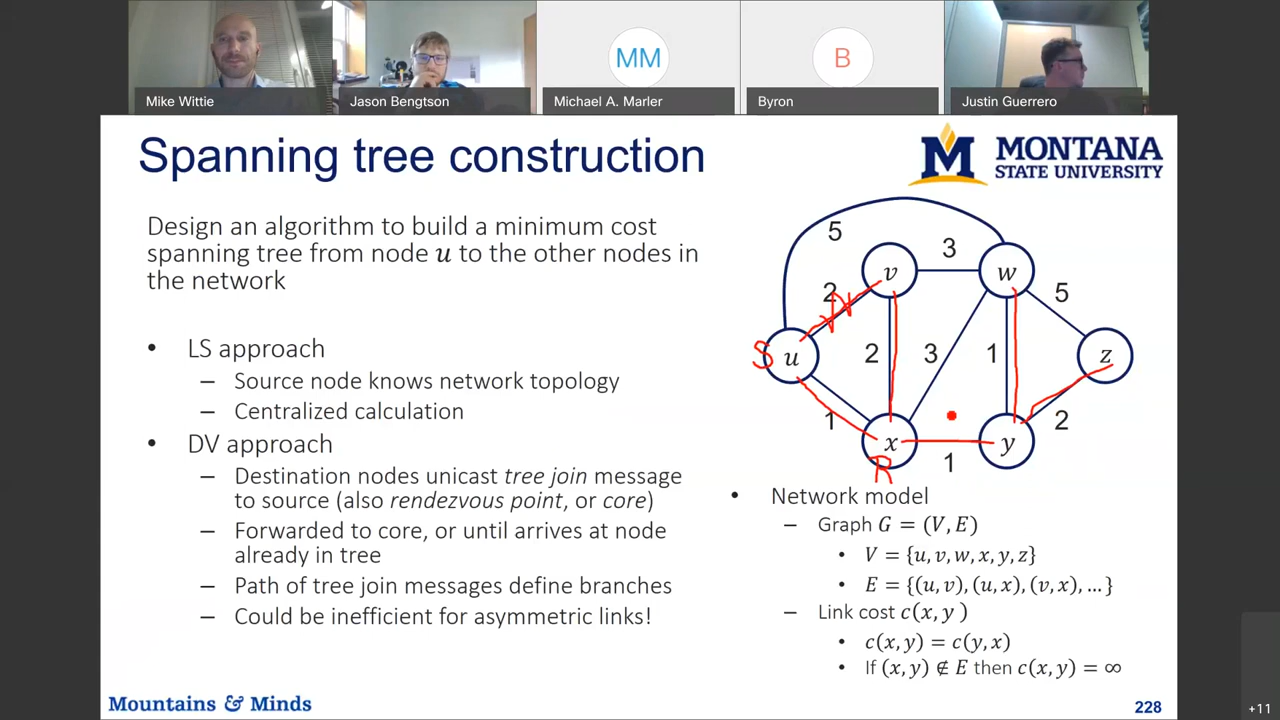 MM
B
Mike Wittie
Jason Bengtson
Michael A. Marler
Byron
Justin Guerrero
Spanning tree construction
M MONTANA
STATE UNIVERSITY
Design an algorithm to build a minimum cost
spanning tree from node u to the other nodes in
the network
• LS approach
– Source node knows network topology
– Centralized calculation
• DV approach
– Destination nodes unicast tree join message
to source (also rendezvous point, or core)
– Forwarded to core, or until arrives at node
already in tree
– Path of tree join messages define branches
– Could be inefficient for asymmetric links!
5
3
v
w
2
5
S
u
2
3
1
z
1
x
y
2
R
1
• Network model
– Graph G = (V, E)
• V = {u, v, w, x, y, z}
• E = {(u, v), (u, x), (v, x), … }
– Link cost c(x, y)
• c(x, y) = c(y, x)
• If (x, y) ∉ E then c(x, y) = ∞
Mountains & Minds
228
+11